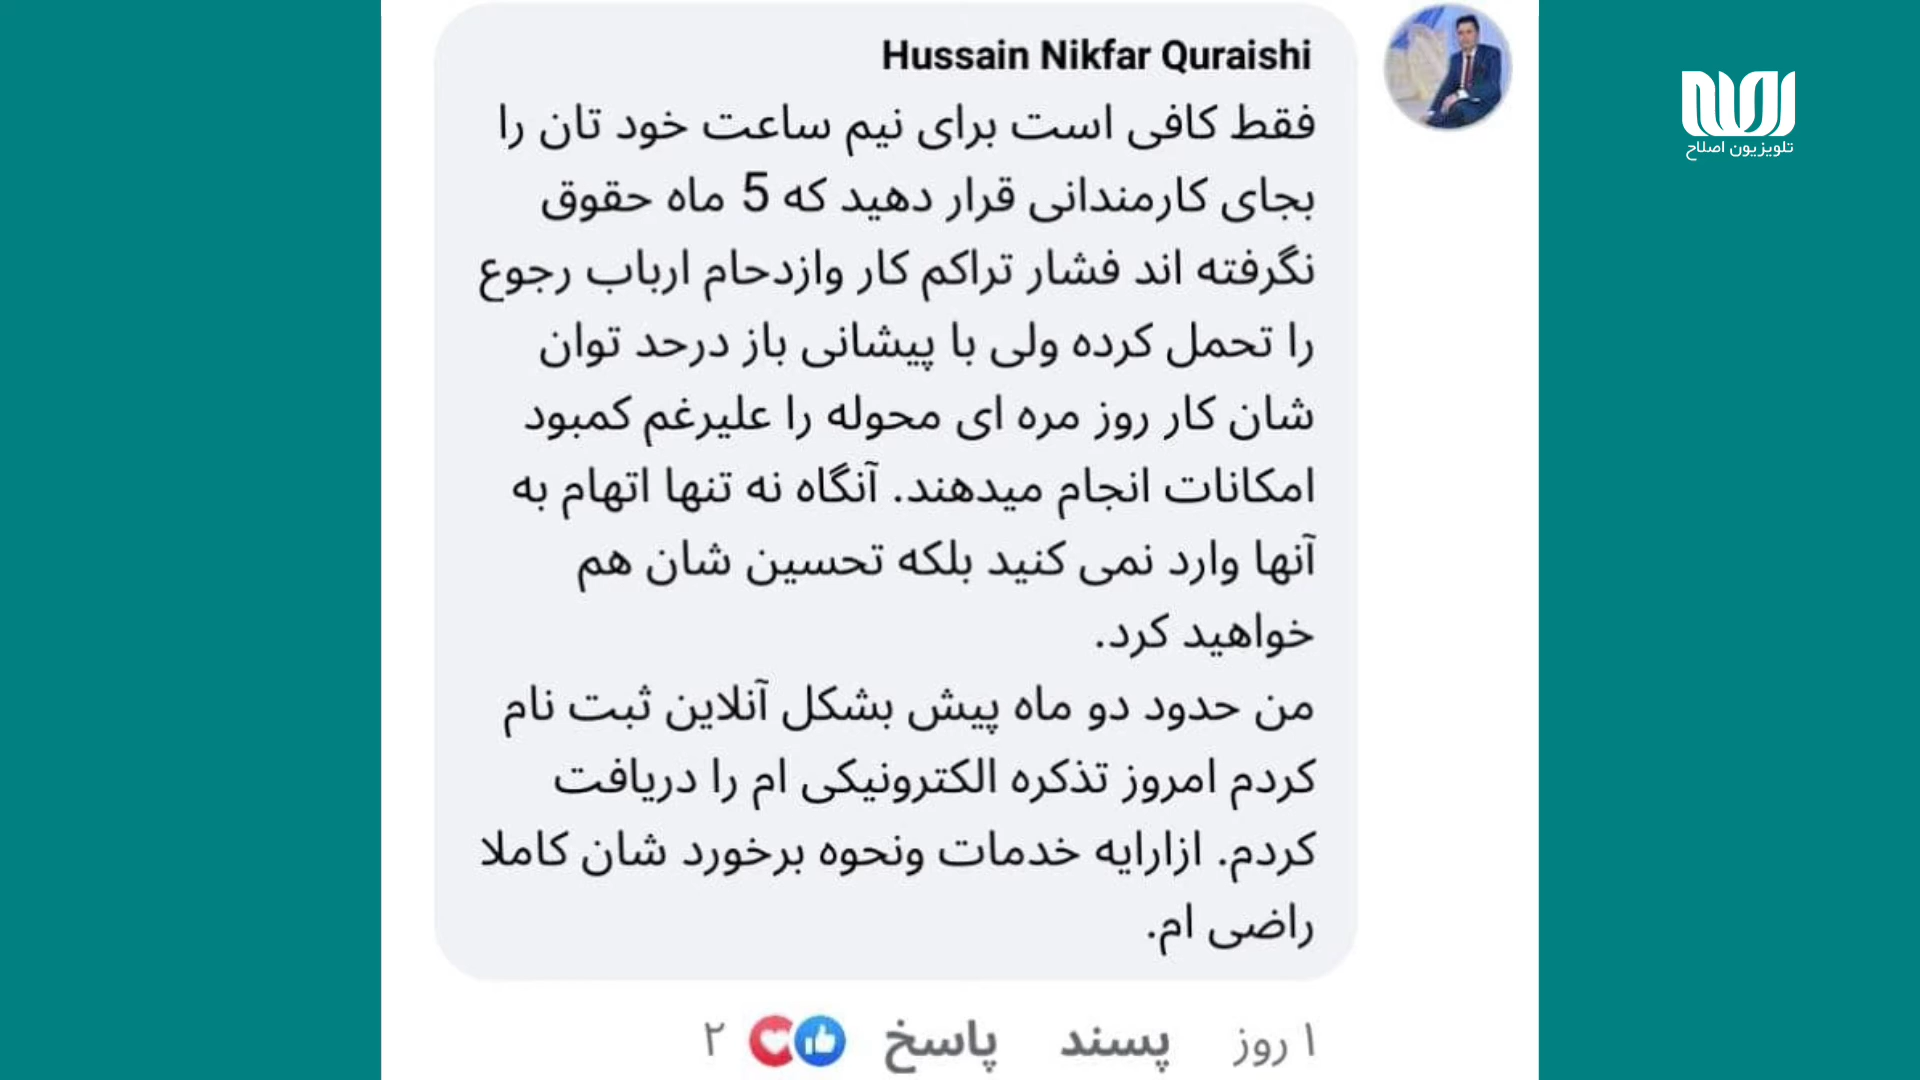 Hussain Nikfar Quraishi
فقط کافی است برای نیم ساعت خود تان را
بجای کارمندانی قرار دهید که 5 ماه حقوق
نگرفته اند فشار تراکم کار وازدحام ارباب رجوع
را تحمل کرده ولی با پیشانی باز درحد توان
شان کار روز مره ای محوله را علیرغم کمبود
امکانات انجام میدهند. آنگاه نه تنها اتهام به
آنها وارد نمی کنید بلکه تحسین شان هم
خواهید کرد.
من حدود دو ماه پیش بشکل آنلاین ثبت نام
کردم امروز تذکره الکترونیکی ام را دریافت
کردم. ازارایه خدمات ونحوه برخورد شان کاملا
راضی ام.
۱ روز پسند پاسخ ۲
تلویزیون اصلاح